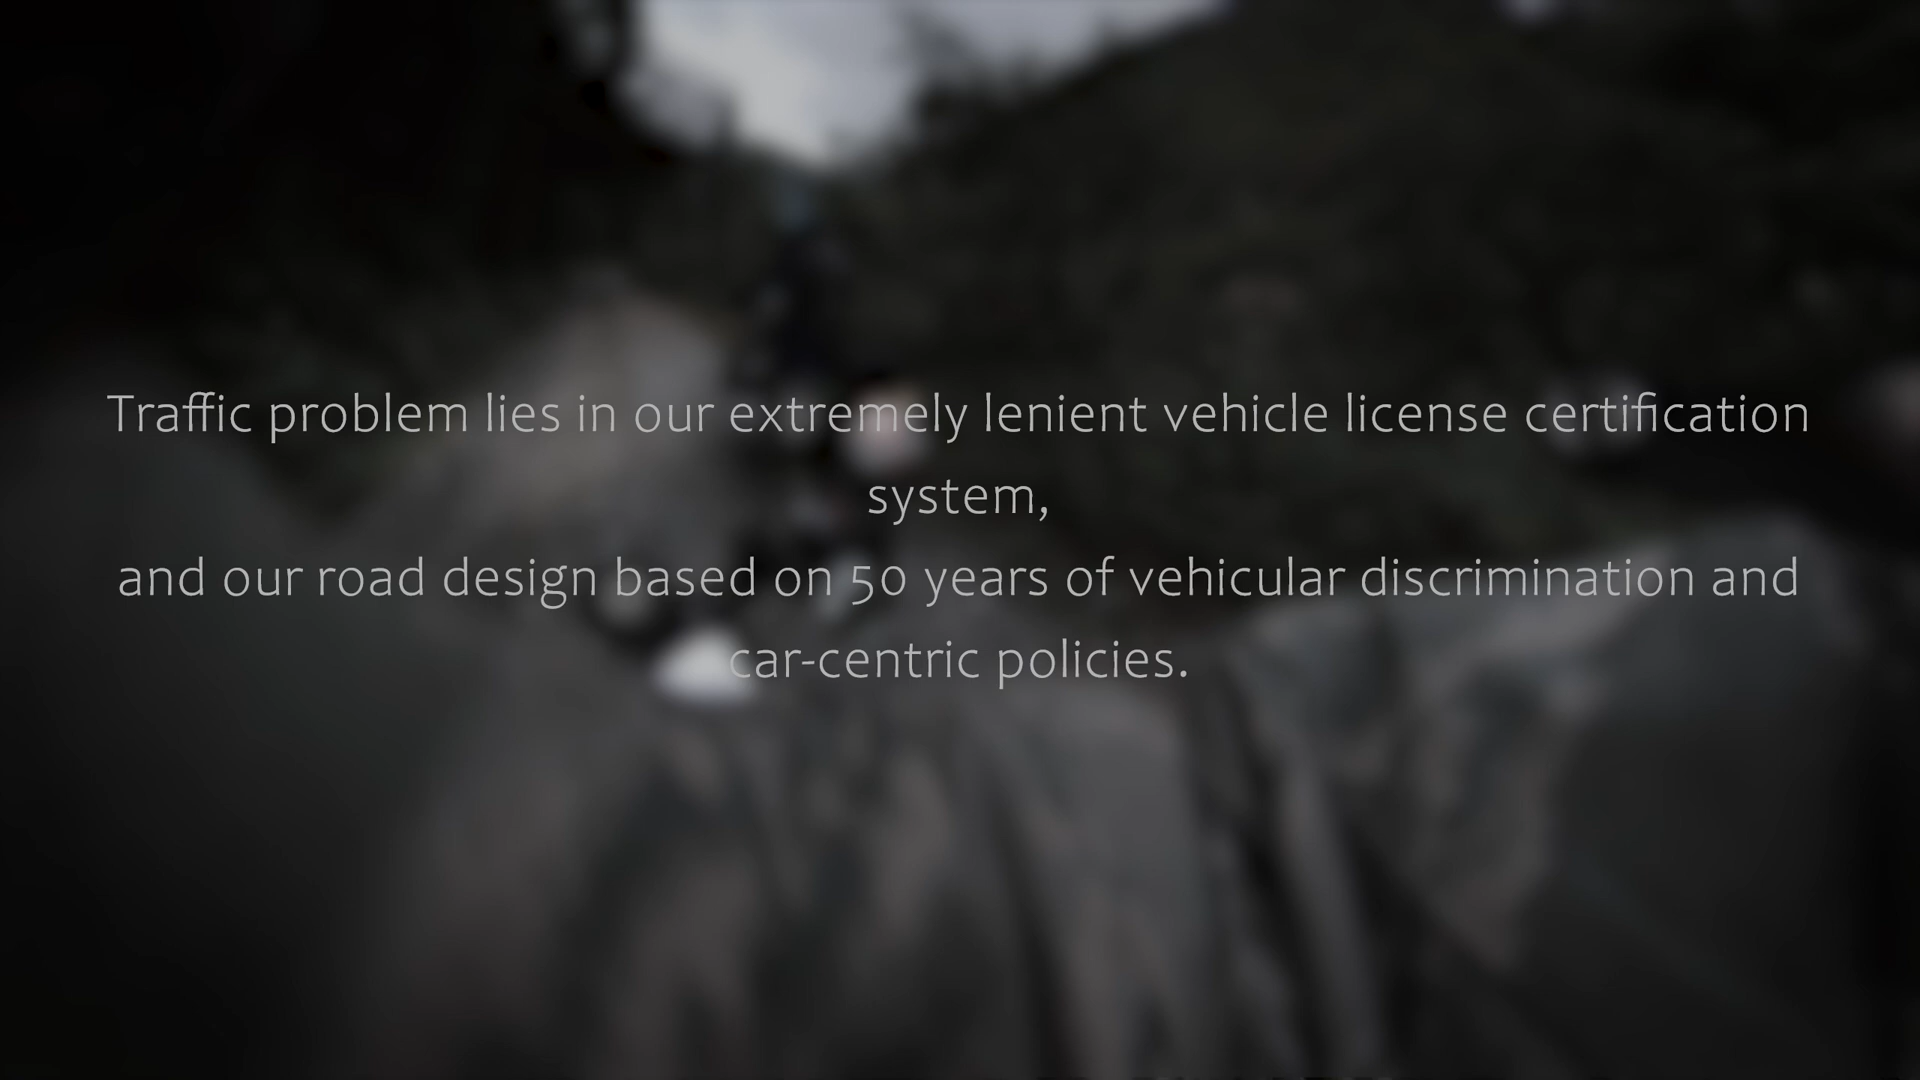 Traffic problem lies in our extremely lenient vehicle license certification
system,
and our road design based on 50 years of vehicular discrimination and
car-centric policies.